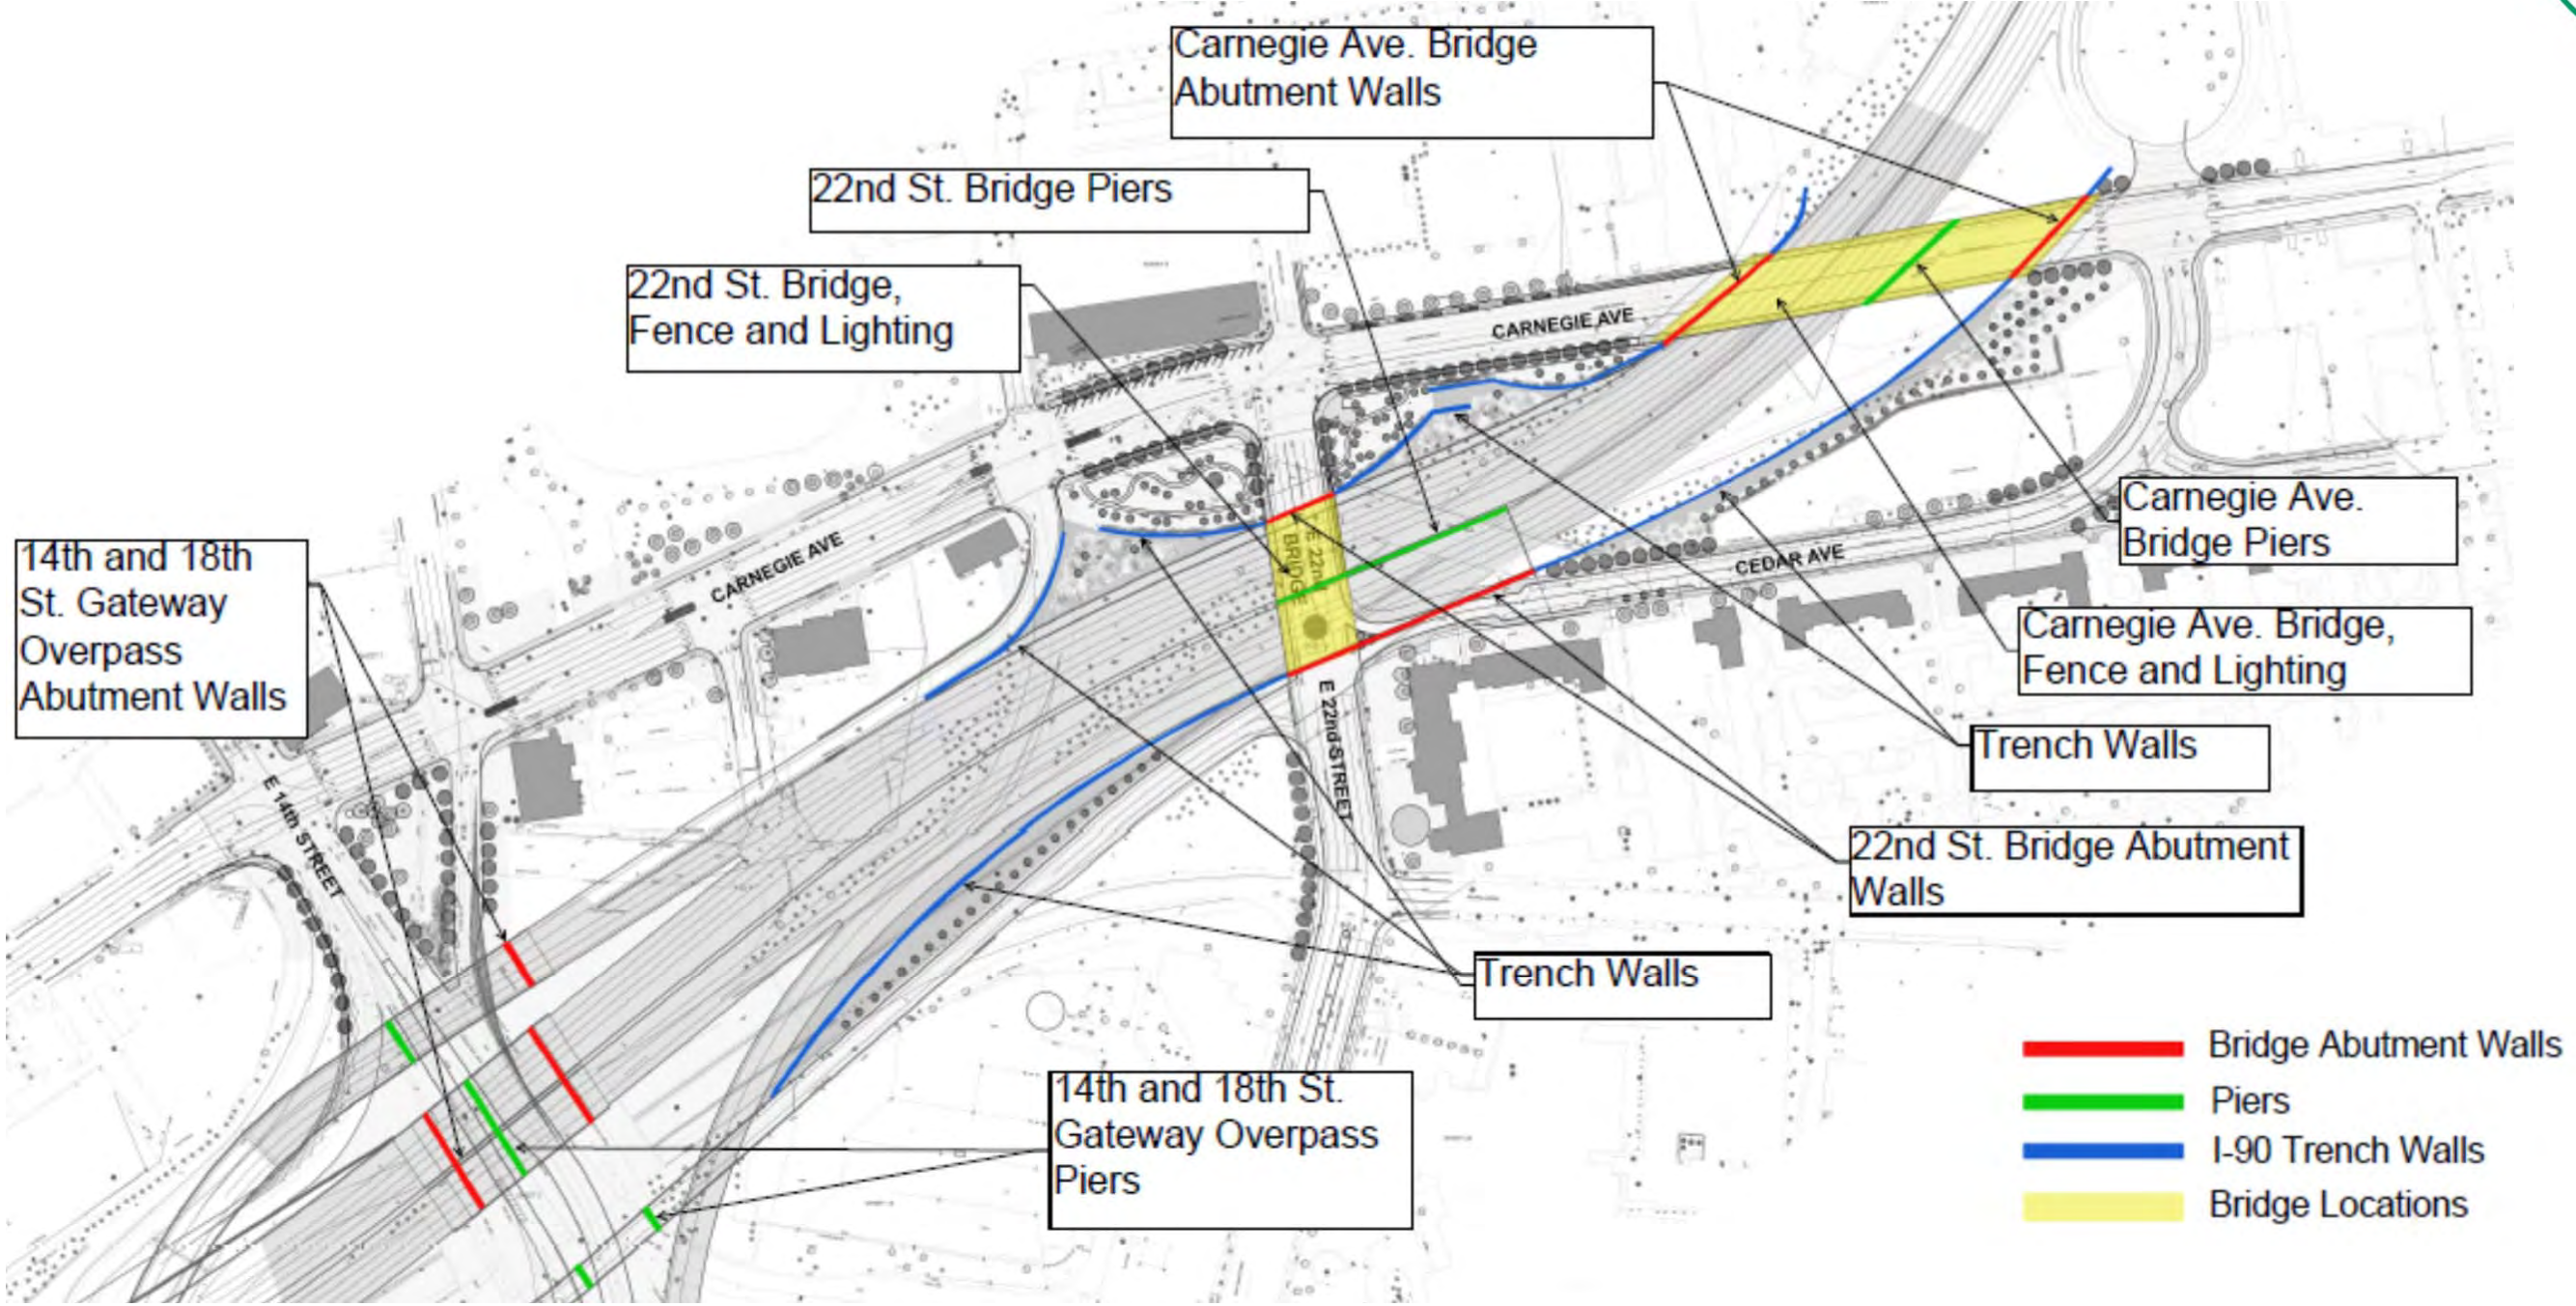 Carnegie Ave. Bridge
Abutment Walls
22nd St. Bridge Piers
22nd St. Bridge,
Fence and Lighting
CARNEGIE AVE
14th and 18th
St. Gateway
Overpass
Abutment Walls
CARNEGIE AVE
E 22nd
BRIDGE
Carnegie Ave.
Bridge Piers
CEDAR AVE
Carnegie Ave. Bridge,
Fence and Lighting
E 22nd STREET
Trench Walls
E 14th STREET
22nd St. Bridge Abutment
Walls
Trench Walls
14th and 18th St.
Gateway Overpass
Piers
Bridge Abutment Walls
Piers
I-90 Trench Walls
Bridge Locations